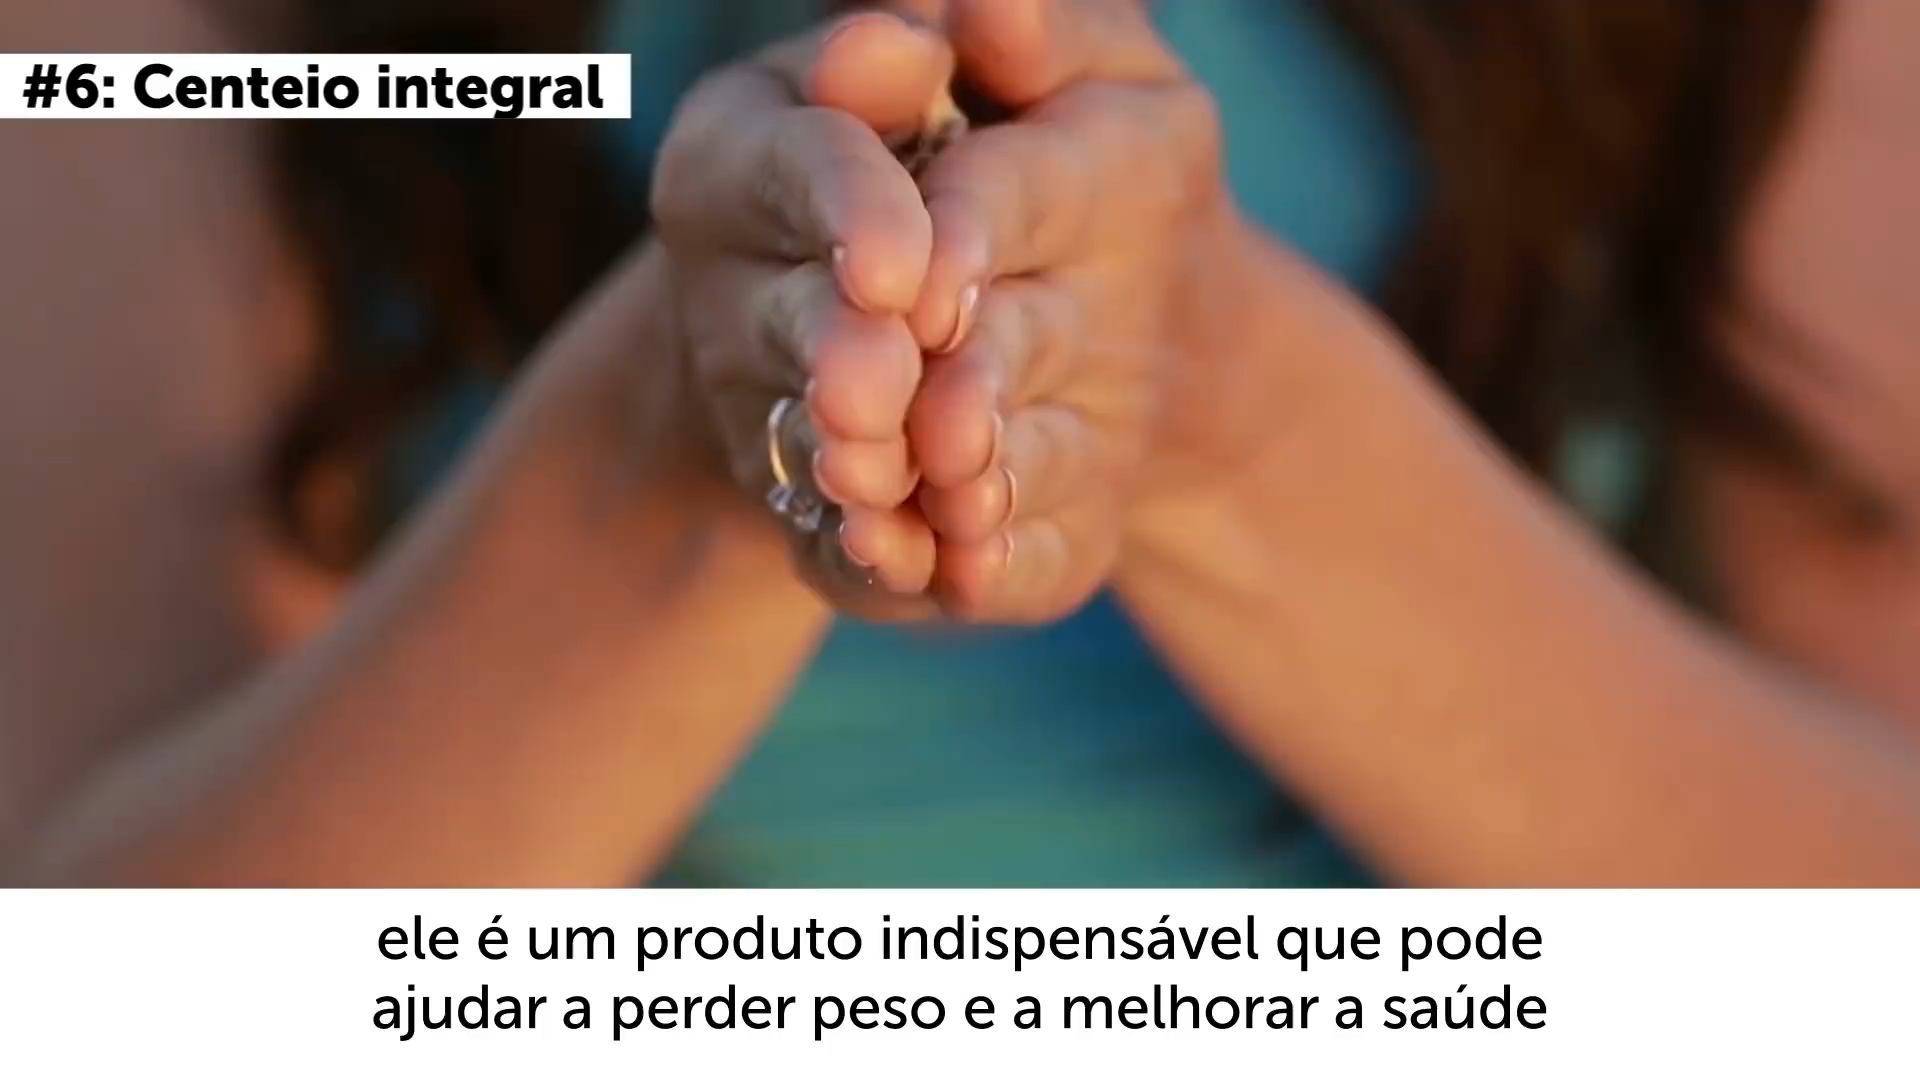 #6: Centeio integral
ele é um produto indispensável que pode
ajudar a perder peso e a melhorar a saúde